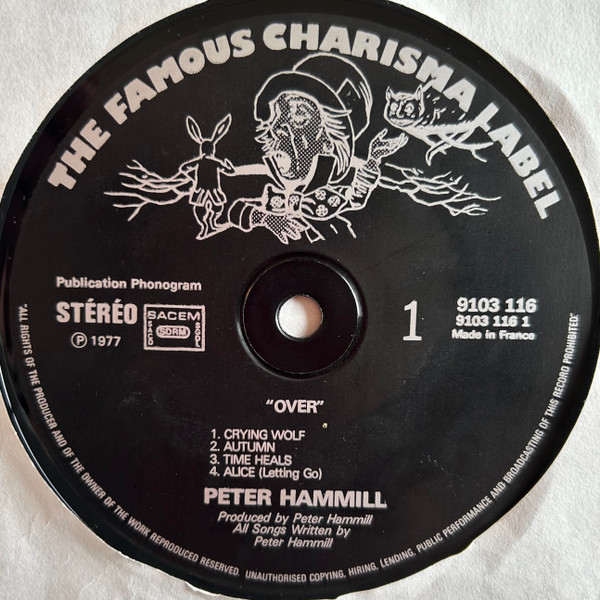 THE FAMOUS CHARISMA LABEL
Publication Phonogram
STÉRÉO
Ⓟ 1977
SACEM
SACD
SDRM
SGDL
1
9103 116
9103 116 1
Made in France
"OVER"
1. CRYING WOLF
2. AUTUMN
3. TIME HEALS
4. ALICE (Letting Go)
PETER HAMMILL
Produced by Peter Hammill
All Songs Written by
Peter Hammill
"ALL RIGHTS OF THE PRODUCER AND OF THE OWNER OF THE WORK REPRODUCED RESERVED. UNAUTHORISED COPYING, HIRING, LENDING, PUBLIC PERFORMANCE AND BROADCASTING OF THIS RECORD PROHIBITED."